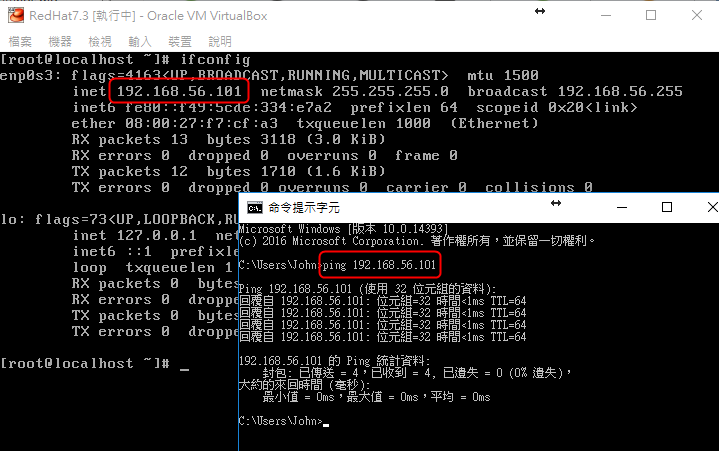 RedHat7.3 [執行中] - Oracle VM VirtualBox
檔案 機器 檢視 輸入 裝置 說明
[root@localhost ~]# ifconfig
enp0s3: flags=4163<UP,BROADCAST,RUNNING,MULTICAST> mtu 1500
inet 192.168.56.101 netmask 255.255.255.0 broadcast 192.168.56.255
inet6 fe80::f49:5cde:334:e7a2 prefixlen 64 scopeid 0x20<link>
ether 08:00:27:f7:cf:a3 txqueuelen 1000 (Ethernet)
RX packets 13 bytes 3118 (3.0 KiB)
RX errors 0 dropped 0 overruns 0 frame 0
TX packets 12 bytes 1710 (1.6 KiB)
TX errors 0 dropped 0 overruns 0 carrier 0 collisions 0
lo: flags=73<UP,LOOPBACK,RU
inet 127.0.0.1 net
inet6 ::1 prefixle
loop txqueuelen 1
RX packets 0 bytes
RX errors 0 dropped
TX packets 0 bytes
TX errors 0 dropped
[root@localhost ~]# _
命令提示字元
Microsoft Windows [版本 10.0.14393]
(c) 2016 Microsoft Corporation. 著作權所有，並保留一切權利。
C:\Users\John>ping 192.168.56.101
Ping 192.168.56.101 (使用 32 位元組的資料):
回覆自 192.168.56.101: 位元組=32 時間<1ms TTL=64
回覆自 192.168.56.101: 位元組=32 時間<1ms TTL=64
回覆自 192.168.56.101: 位元組=32 時間<1ms TTL=64
回覆自 192.168.56.101: 位元組=32 時間<1ms TTL=64
192.168.56.101 的 Ping 統計資料:
封包: 已傳送 = 4，已收到 = 4, 已遺失 = 0 (0% 遺失)，
大約的來回時間 (毫秒):
最小值 = 0ms，最大值 = 0ms，平均 = 0ms
C:\Users\John>